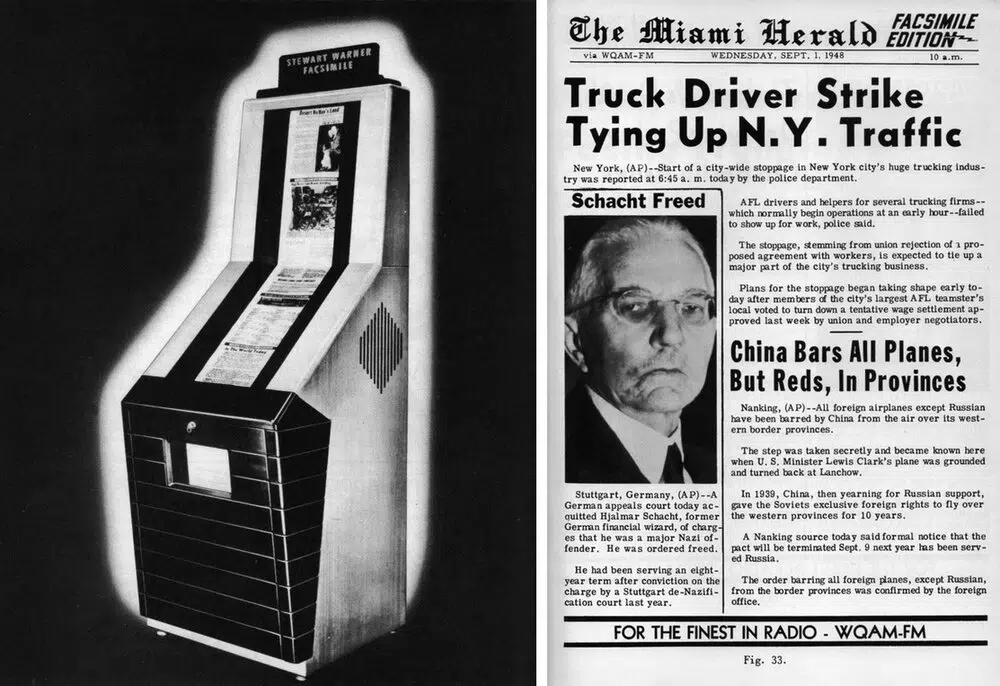 STEWART WARNER
FACSIMILE
Desert No Man's Land
In The World Today
The Miami Herald
FACSIMILE
EDITION
via WQAM-FM WEDNESDAY, SEPT. 1, 1948 10 a.m.
Truck Driver Strike
Tying Up N.Y. Traffic
New York, (AP)--Start of a city-wide stoppage in New York city's huge trucking indus-
try was reported at 6:45 a. m. today by the police department.
Schacht Freed
Stuttgart, Germany, (AP)--A
German appeals court today ac-
quitted Hjalmar Schacht, former
German financial wizard, of charg-
es that he was a major Nazi of-
fender. He was ordered freed.
He had been serving an eight-
year term after conviction on the
charge by a Stuttgart de-Nazifi-
cation court last year.
AFL drivers and helpers for several trucking firms--
which normally begin operations at an early hour--failed
to show up for work, police said.
The stoppage, stemming from union rejection of a pro-
posed agreement with workers, is expected to tie up a
major part of the city's trucking business.
Plans for the stoppage began taking shape early to-
day after members of the city's largest AFL teamster's
local voted to turn down a tentative wage settlement ap-
proved last week by union and employer negotiators.
China Bars All Planes,
But Reds, In Provinces
Nanking, (AP)--All foreign airplanes except Russian
have been barred by China from the air over its west-
ern border provinces.
The step was taken secretly and became known here
when U. S. Minister Lewis Clark's plane was grounded
and turned back at Lanchow.
In 1939, China, then yearning for Russian support,
gave the Soviets exclusive foreign rights to fly over
the western provinces for 10 years.
A Nanking source today said formal notice that the
pact will be terminated Sept. 9 next year has been serv-
ed Russia.
The order barring all foreign planes, except Russian,
from the border provinces was confirmed by the foreign
office.
FOR THE FINEST IN RADIO - WQAM-FM
Fig. 33.